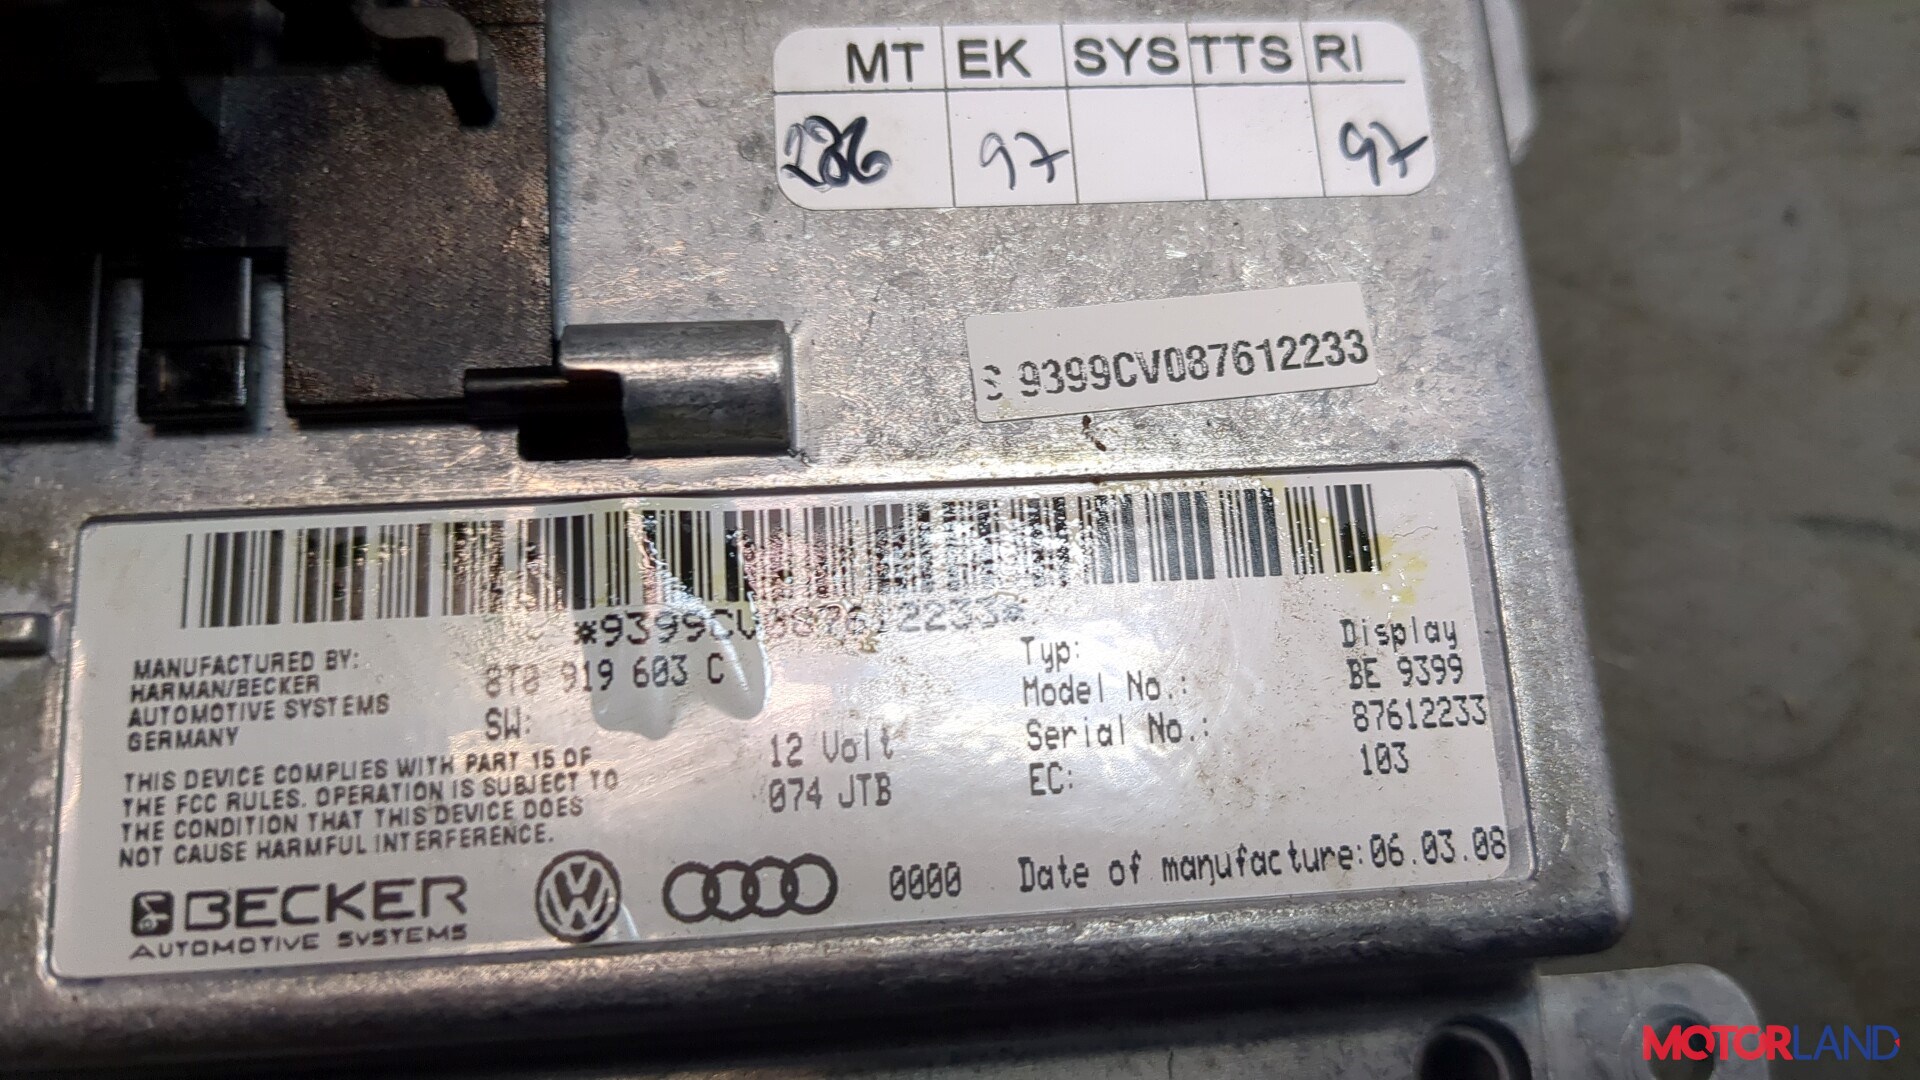 MT EK SYS TTS RI
286 97 97
9399CV087612233
*9399CV087612233*
MANUFACTURED BY:
HARMAN/BECKER
AUTOMOTIVE SYSTEMS
GERMANY
8T0 919 603 C
SW:
12 Volt
074 JTB
Typ: Display
Model No.: BE 9399
Serial No.: 87612233
EC: 103
THIS DEVICE COMPLIES WITH PART 15 OF
THE FCC RULES. OPERATION IS SUBJECT TO
THE CONDITION THAT THIS DEVICE DOES
NOT CAUSE HARMFUL INTERFERENCE.
BECKER
AUTOMOTIVE SYSTEMS
VW
0000
Date of manufacture:06.03.08
MOTORLAND